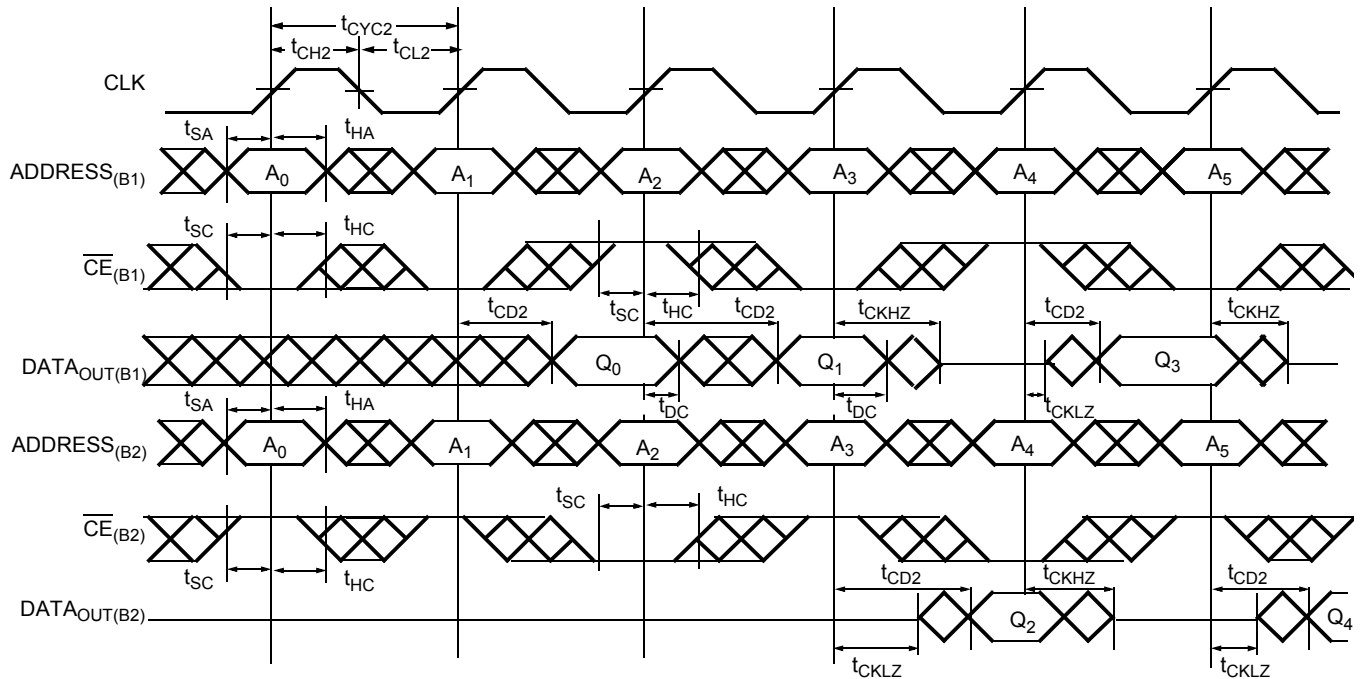 tCYC2
tCH2 tCL2
CLK
tSA tHA
ADDRESS(B1) A0 A1 A2 A3 A4 A5
tSC tHC
CE(B1)
tSC tHC
tCD2 tCD2 tCKHZ tCD2 tCKHZ
DATAOUT(B1) Q0 Q1 Q3
tDC tDC tCKLZ
tSA tHA
ADDRESS(B2) A0 A1 A2 A3 A4 A5
tSC tHC
CE(B2)
tSC tHC
tCD2 tCKHZ tCD2
DATAOUT(B2) Q2 Q4
tCKLZ tCKLZ